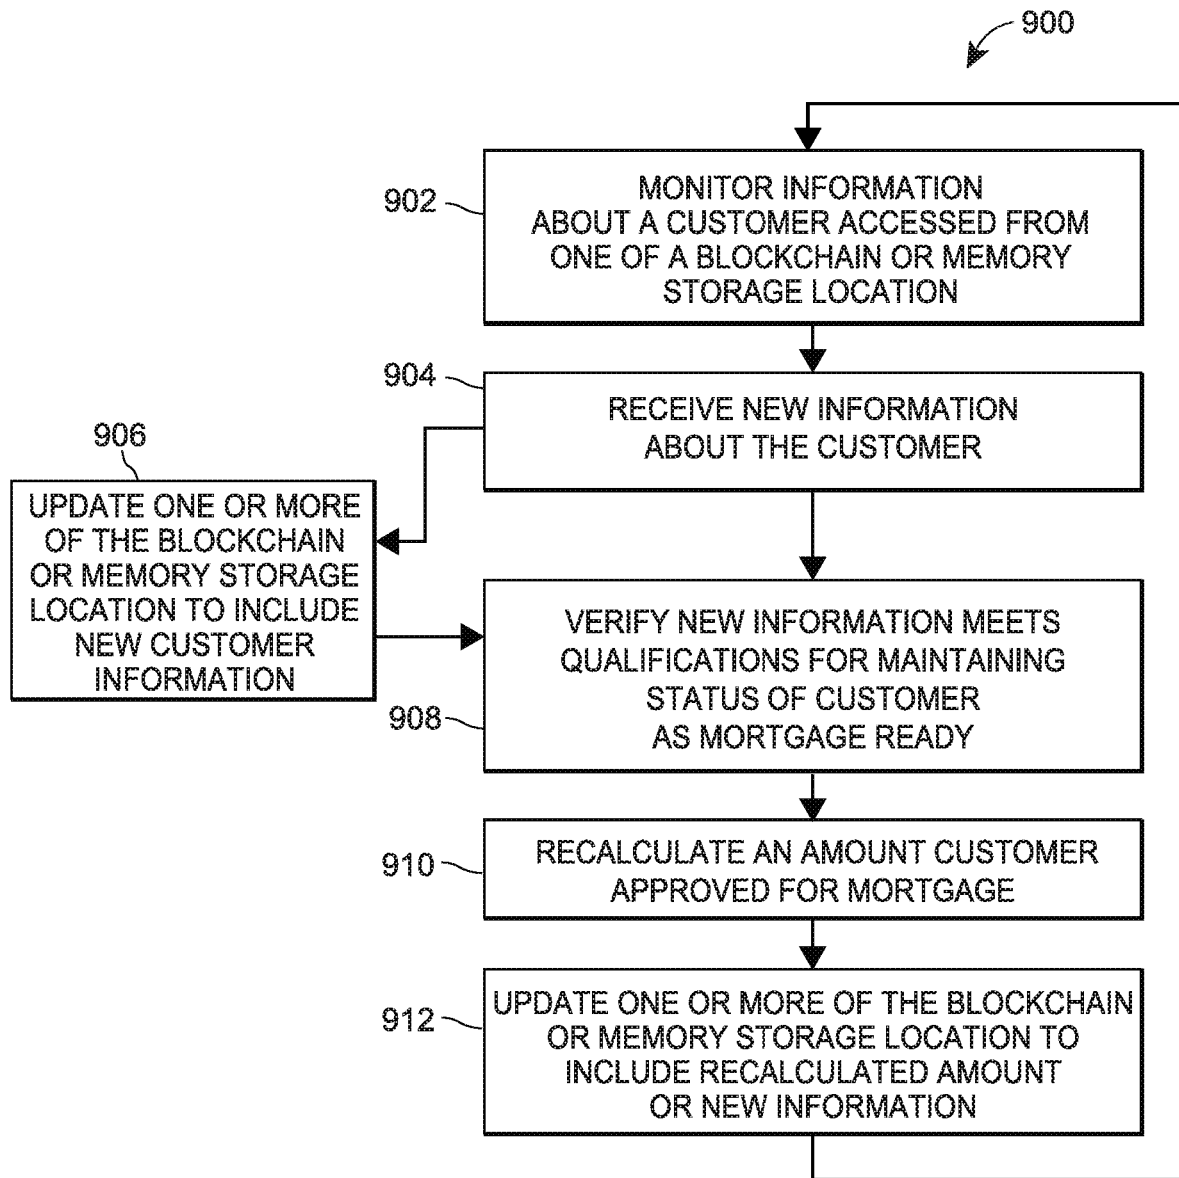 900
902
MONITOR INFORMATION
ABOUT A CUSTOMER ACCESSED FROM
ONE OF A BLOCKCHAIN OR MEMORY
STORAGE LOCATION
904
RECEIVE NEW INFORMATION
ABOUT THE CUSTOMER
906
UPDATE ONE OR MORE
OF THE BLOCKCHAIN
OR MEMORY STORAGE
LOCATION TO INCLUDE
NEW CUSTOMER
INFORMATION
908
VERIFY NEW INFORMATION MEETS
QUALIFICATIONS FOR MAINTAINING
STATUS OF CUSTOMER
AS MORTGAGE READY
910
RECALCULATE AN AMOUNT CUSTOMER
APPROVED FOR MORTGAGE
912
UPDATE ONE OR MORE OF THE BLOCKCHAIN
OR MEMORY STORAGE LOCATION TO
INCLUDE RECALCULATED AMOUNT
OR NEW INFORMATION